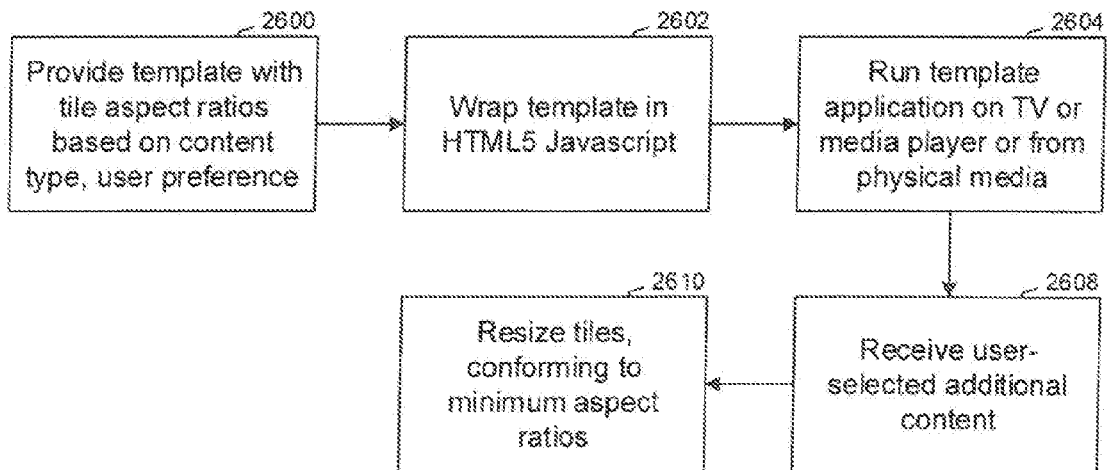 2600
Provide template with
tile aspect ratios
based on content
type, user preference
2602
Wrap template in
HTML5 Javascript
2604
Run template
application on TV or
media player or from
physical media
2608
Receive user-
selected additional
content
2610
Resize tiles,
conforming to
minimum aspect
ratios